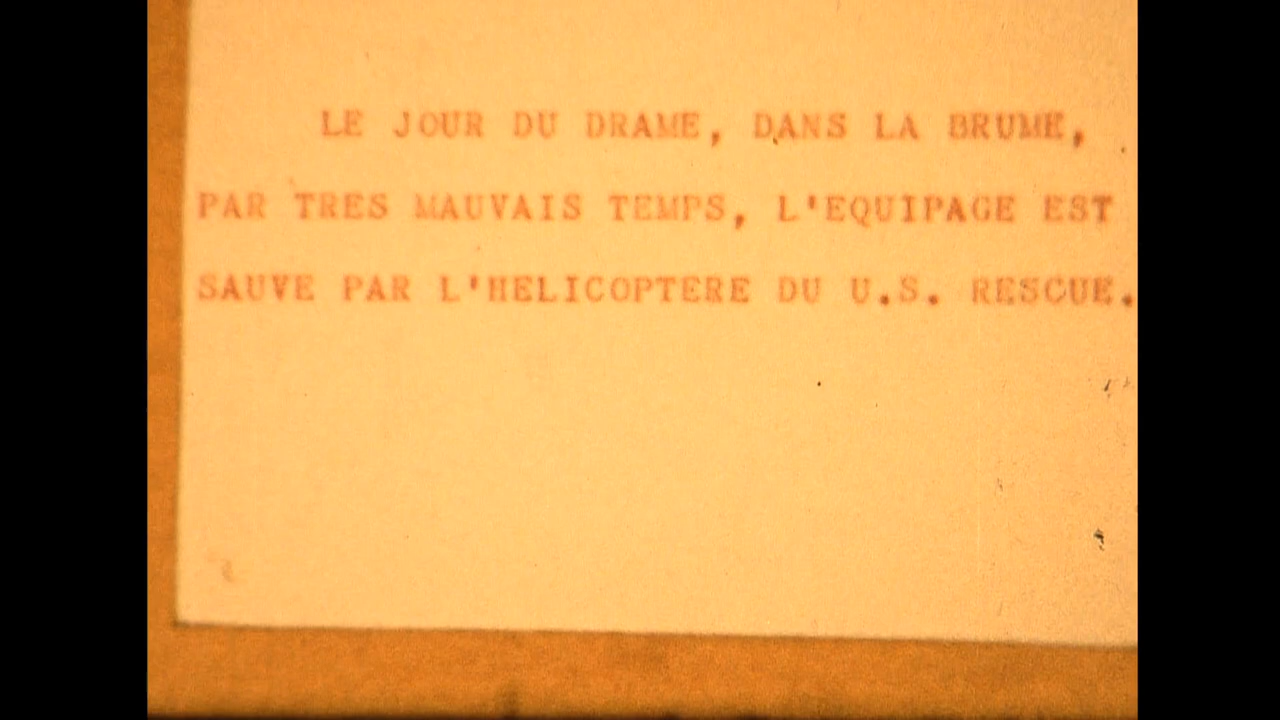 LE JOUR DU DRAME, DANS LA BRUME,
PAR TRES MAUVAIS TEMPS, L'EQUIPAGE EST
SAUVE PAR L'HELICOPTERE DU U.S. RESCUE.